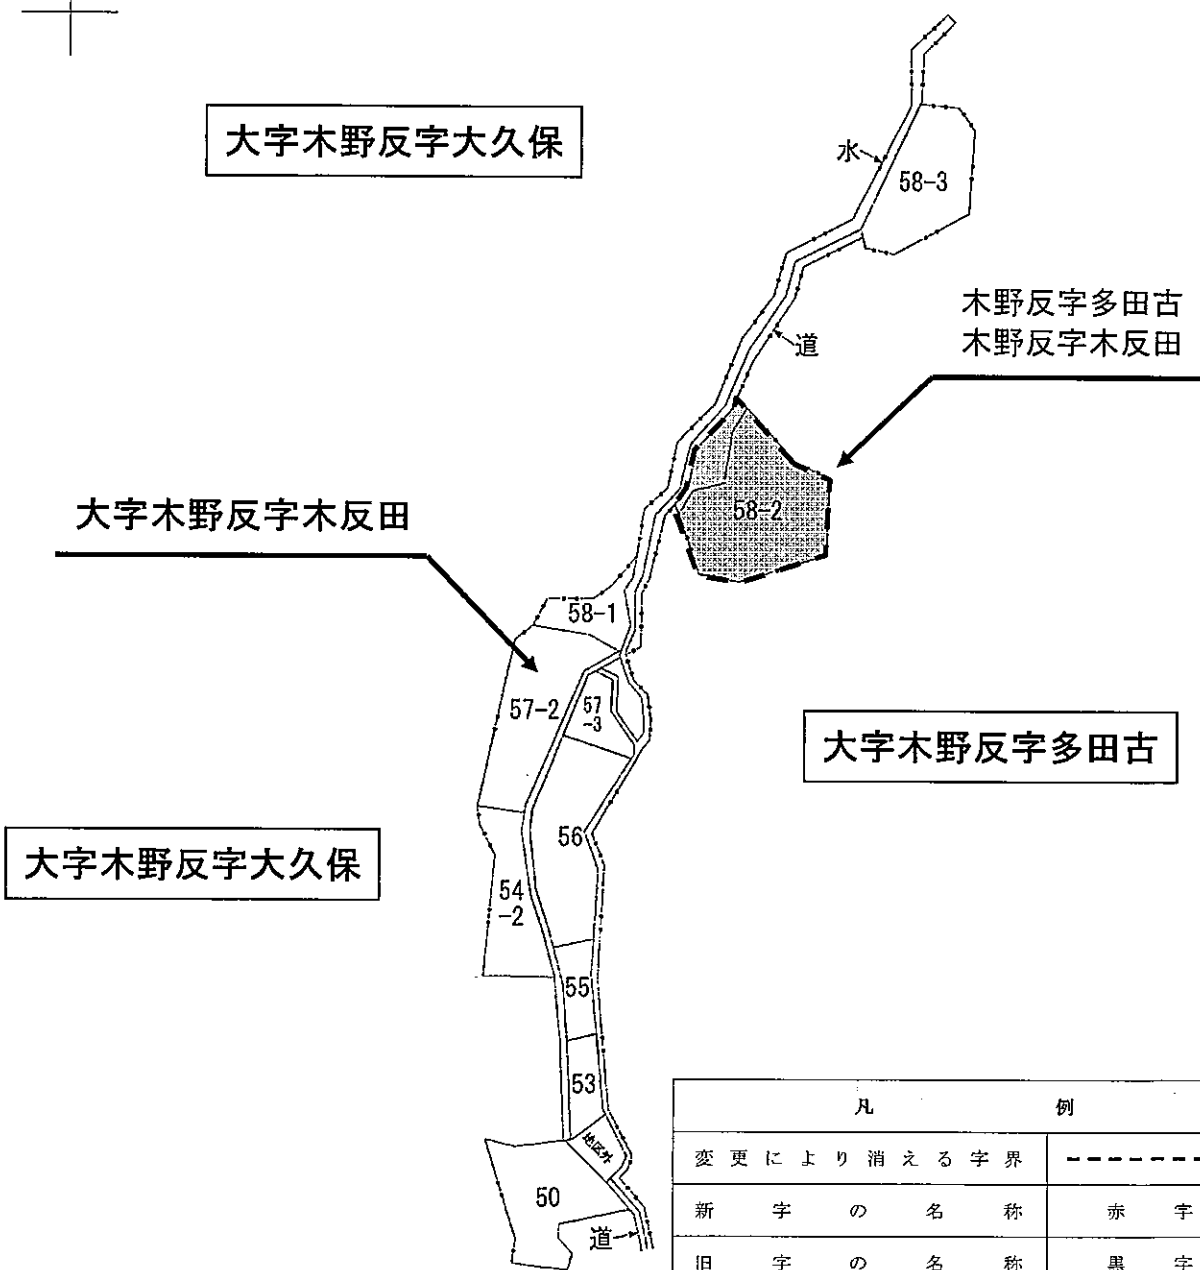 大字木野反字大久保
水
58-3
木野反字多田古
木野反字木反田
道
58-2
大字木野反字木反田
58-1
57-2
57
-3
大字木野反字多田古
56
大字木野反字大久保
54
-2
55
53
地区外
50
道
凡例
変更により消える字界
新字の名称 赤字
旧字の名称 黒字